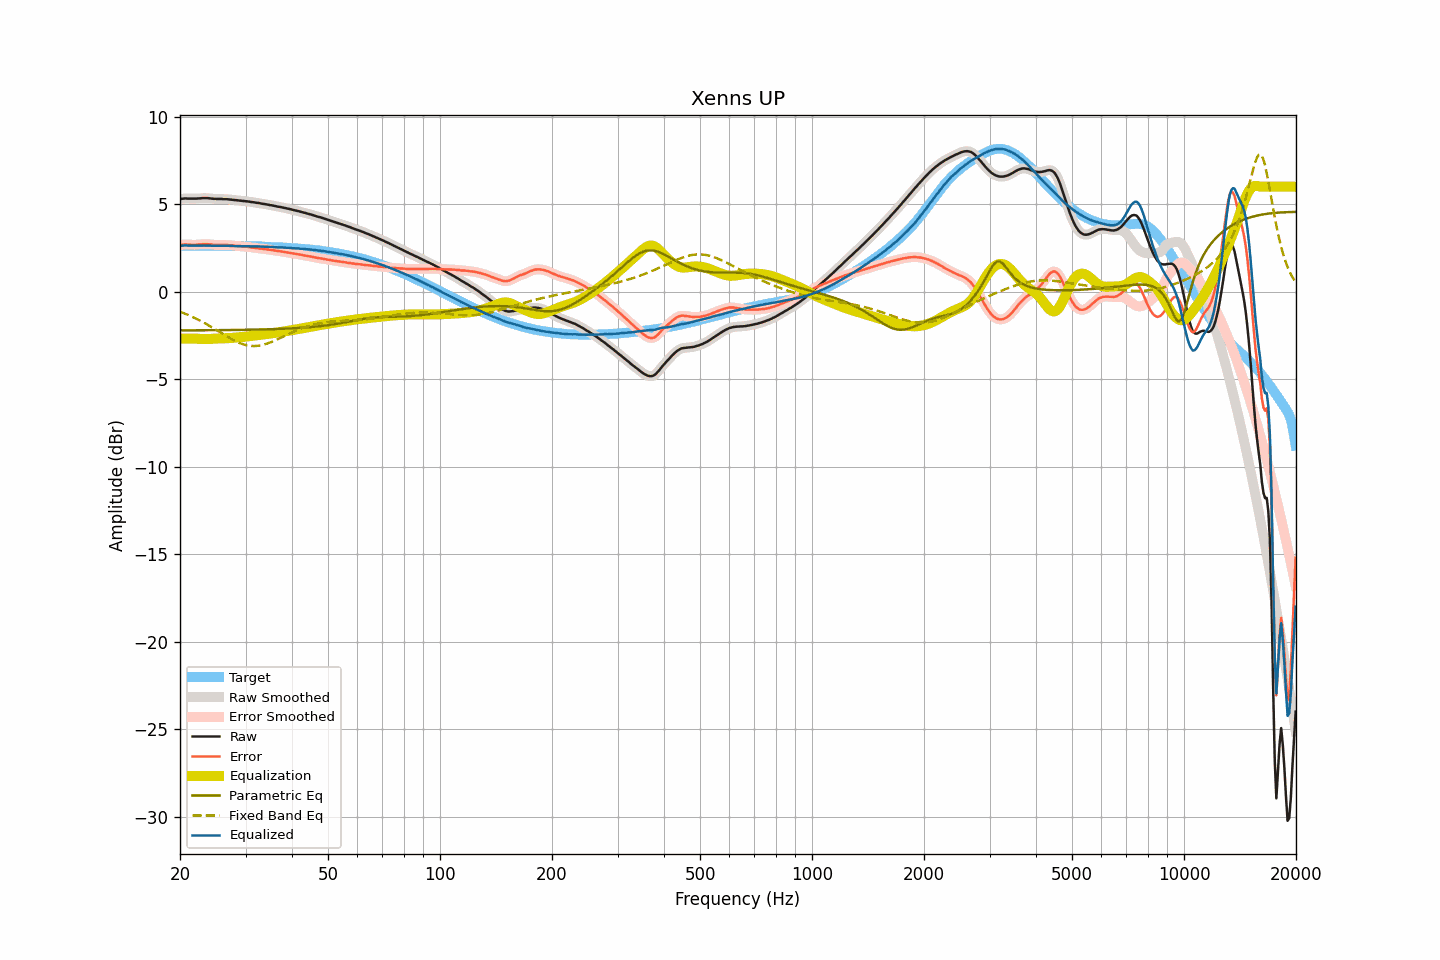 Xenns UP
10
5
0
−5
−10
−15
−20
−25
−30
Amplitude (dBr)
Target
Raw Smoothed
Error Smoothed
Raw
Error
Equalization
Parametric Eq
Fixed Band Eq
Equalized
20 50 100 200 500 1000 2000 5000 10000 20000
Frequency (Hz)